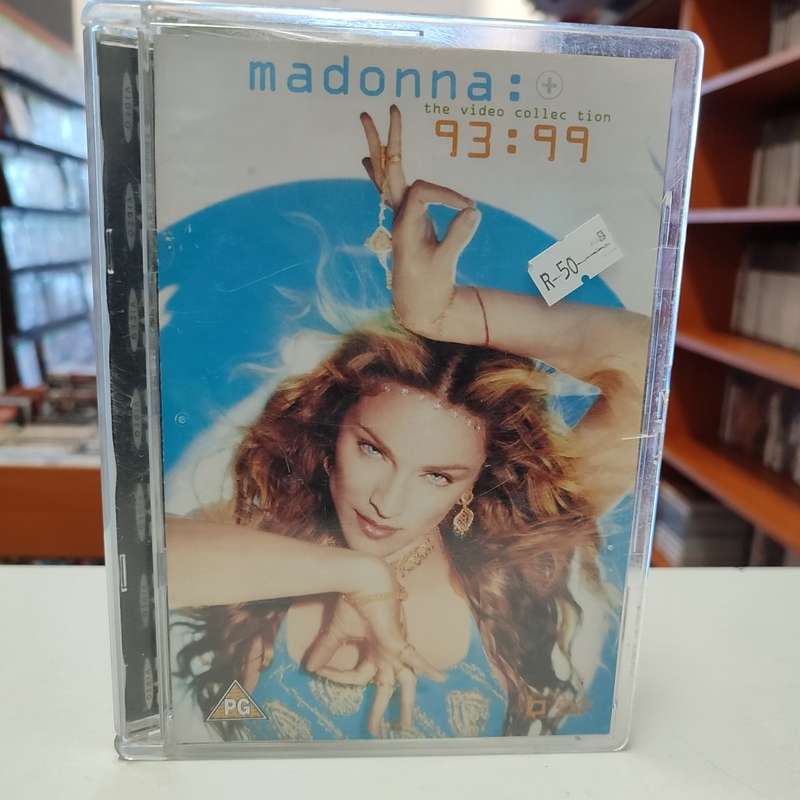 madonna:
the video collec tion
93:99
R-50
PG